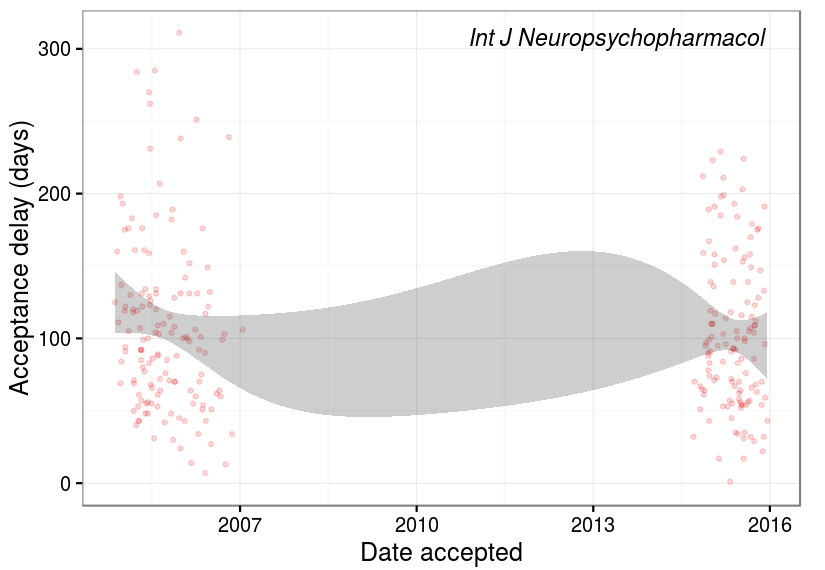 Int J Neuropsychopharmacol
300
200
100
0
2007 2010 2013 2016
Date accepted
Acceptance delay (days)